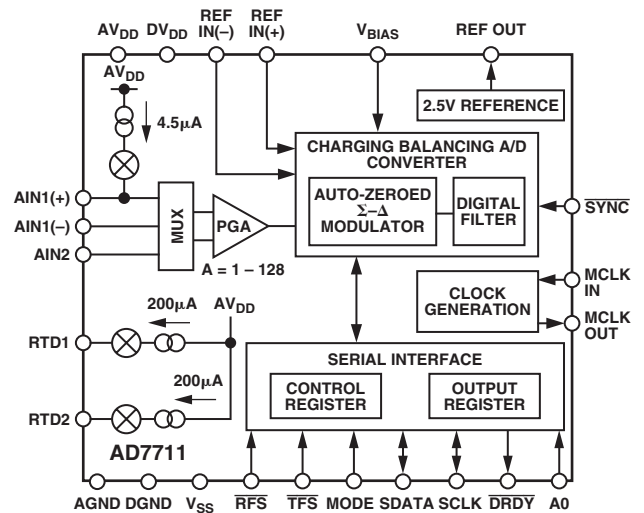 AVDD DVDD REF IN(–) REF IN(+) VBIAS REF OUT
AVDD
4.5μA
2.5V REFERENCE
CHARGING BALANCING A/D
CONVERTER
AUTO-ZEROED
Σ–Δ
MODULATOR
DIGITAL
FILTER
AIN1(+)
AIN1(–)
AIN2
MUX
PGA
A = 1 – 128
SYNC
MCLK
IN
MCLK
OUT
CLOCK
GENERATION
200μA
AVDD
RTD1
200μA
RTD2
SERIAL INTERFACE
CONTROL
REGISTER
OUTPUT
REGISTER
AD7711
AGND DGND VSS RFS TFS MODE SDATA SCLK DRDY A0